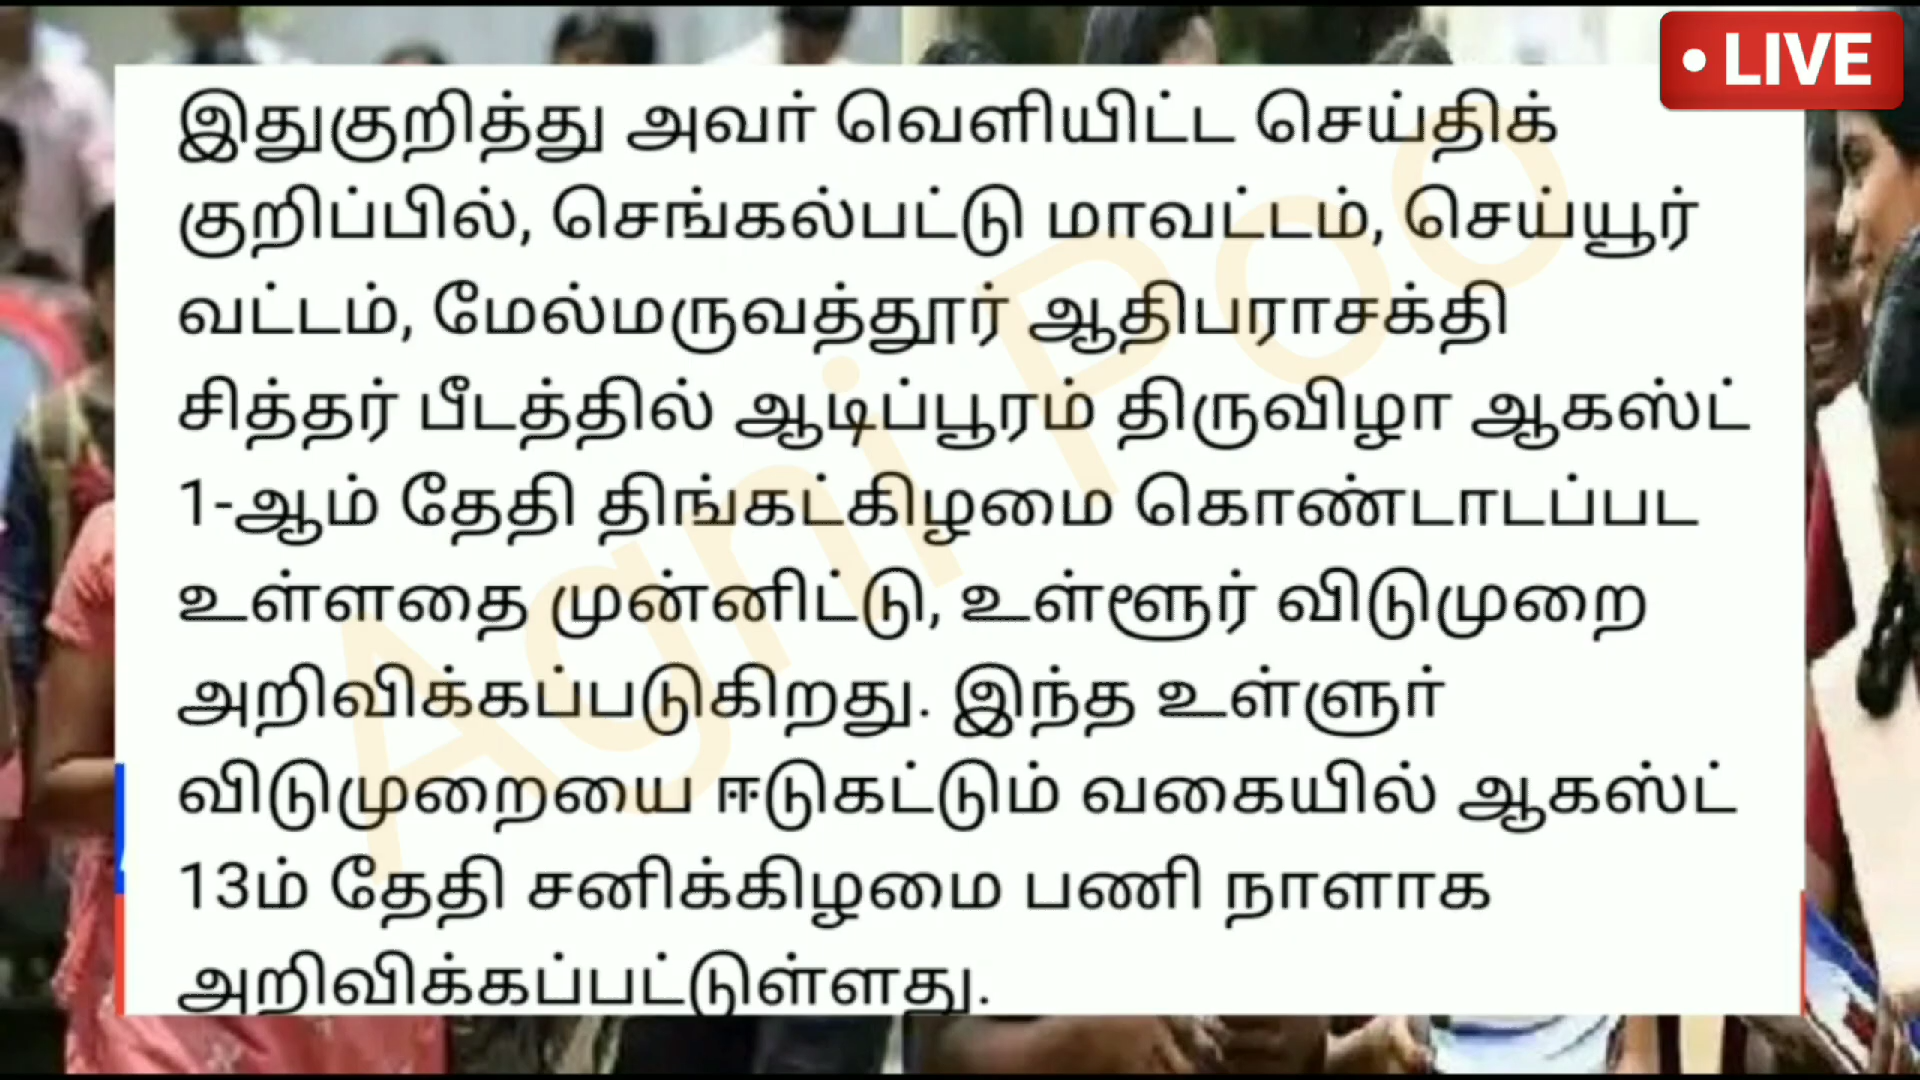 LIVE
இதுகுறித்து அவர் வெளியிட்ட செய்திக்
குறிப்பில், செங்கல்பட்டு மாவட்டம், செய்யூர்
வட்டம், மேல்மருவத்தூர் ஆதிபராசக்தி
சித்தர் பீடத்தில் ஆடிப்பூரம் திருவிழா ஆகஸ்ட்
1-ஆம் தேதி திங்கட்கிழமை கொண்டாடப்பட
உள்ளதை முன்னிட்டு, உள்ளூர் விடுமுறை
அறிவிக்கப்படுகிறது. இந்த உள்ளுர்
விடுமுறையை ஈடுகட்டும் வகையில் ஆகஸ்ட்
13ம் தேதி சனிக்கிழமை பணி நாளாக
அறிவிக்கப்பட்டுள்ளது.
Agni Poo